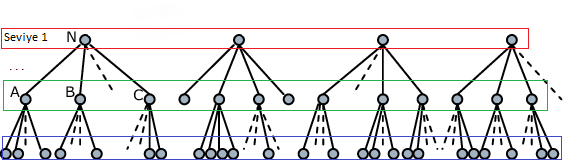 Seviye 1 N
. . .
A B C